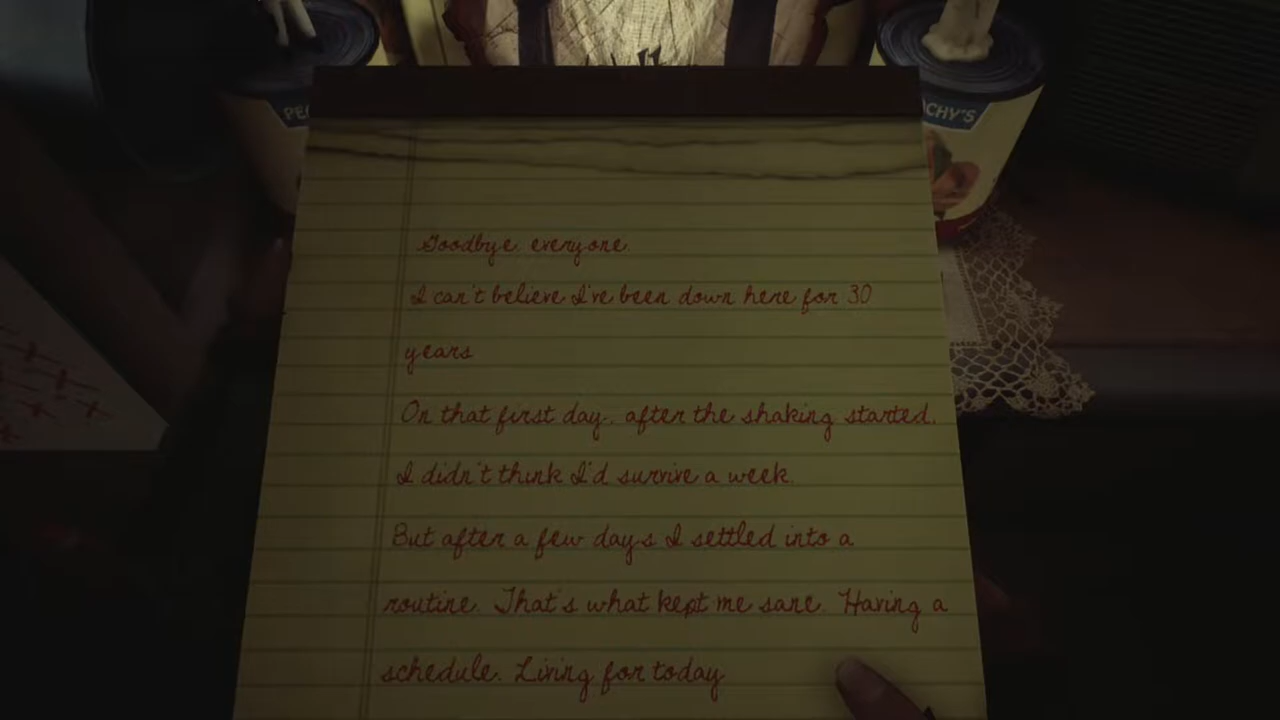 PEA
CHY'S
Goodbye everyone.
I can't believe I've been down here for 30
years
On that first day, after the shaking started,
I didn't think I'd survive a week.
But after a few days I settled into a
routine. That's what kept me sane. Having a
schedule. Living for today